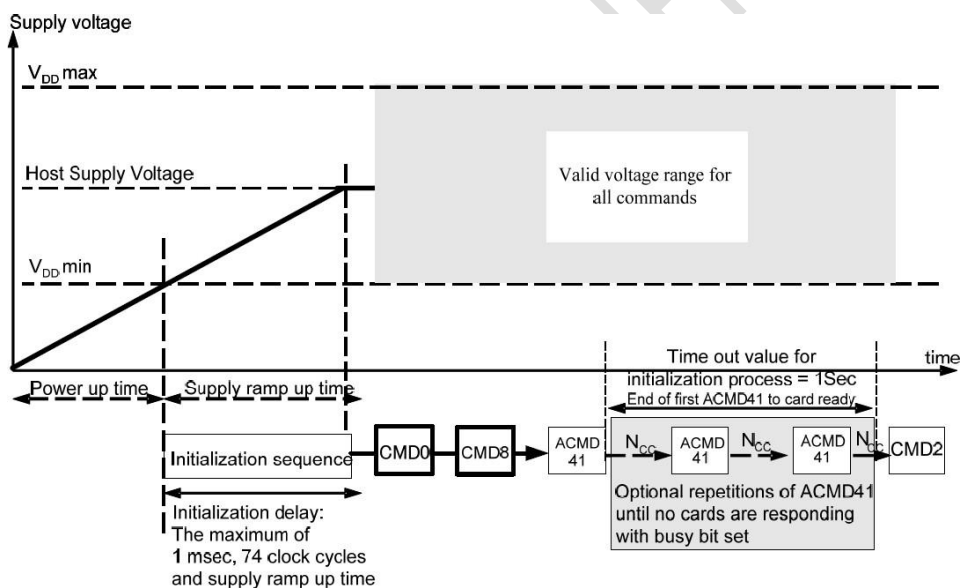 Supply voltage
V_DD max
Host Supply Voltage
Valid voltage range for
all commands
V_DD min
Time out value for
time
Power up time
Supply ramp up time
initialization process = 1Sec
End of first ACMD41 to card ready
Initialization sequence
CMD0
CMD8
ACMD
41
N_CC
ACMD
41
N_CC
ACMD
41
N_CC
CMD2
Optional repetitions of ACMD41
until no cards are responding
with busy bit set
Initialization delay:
The maximum of
1 msec, 74 clock cycles
and supply ramp up time